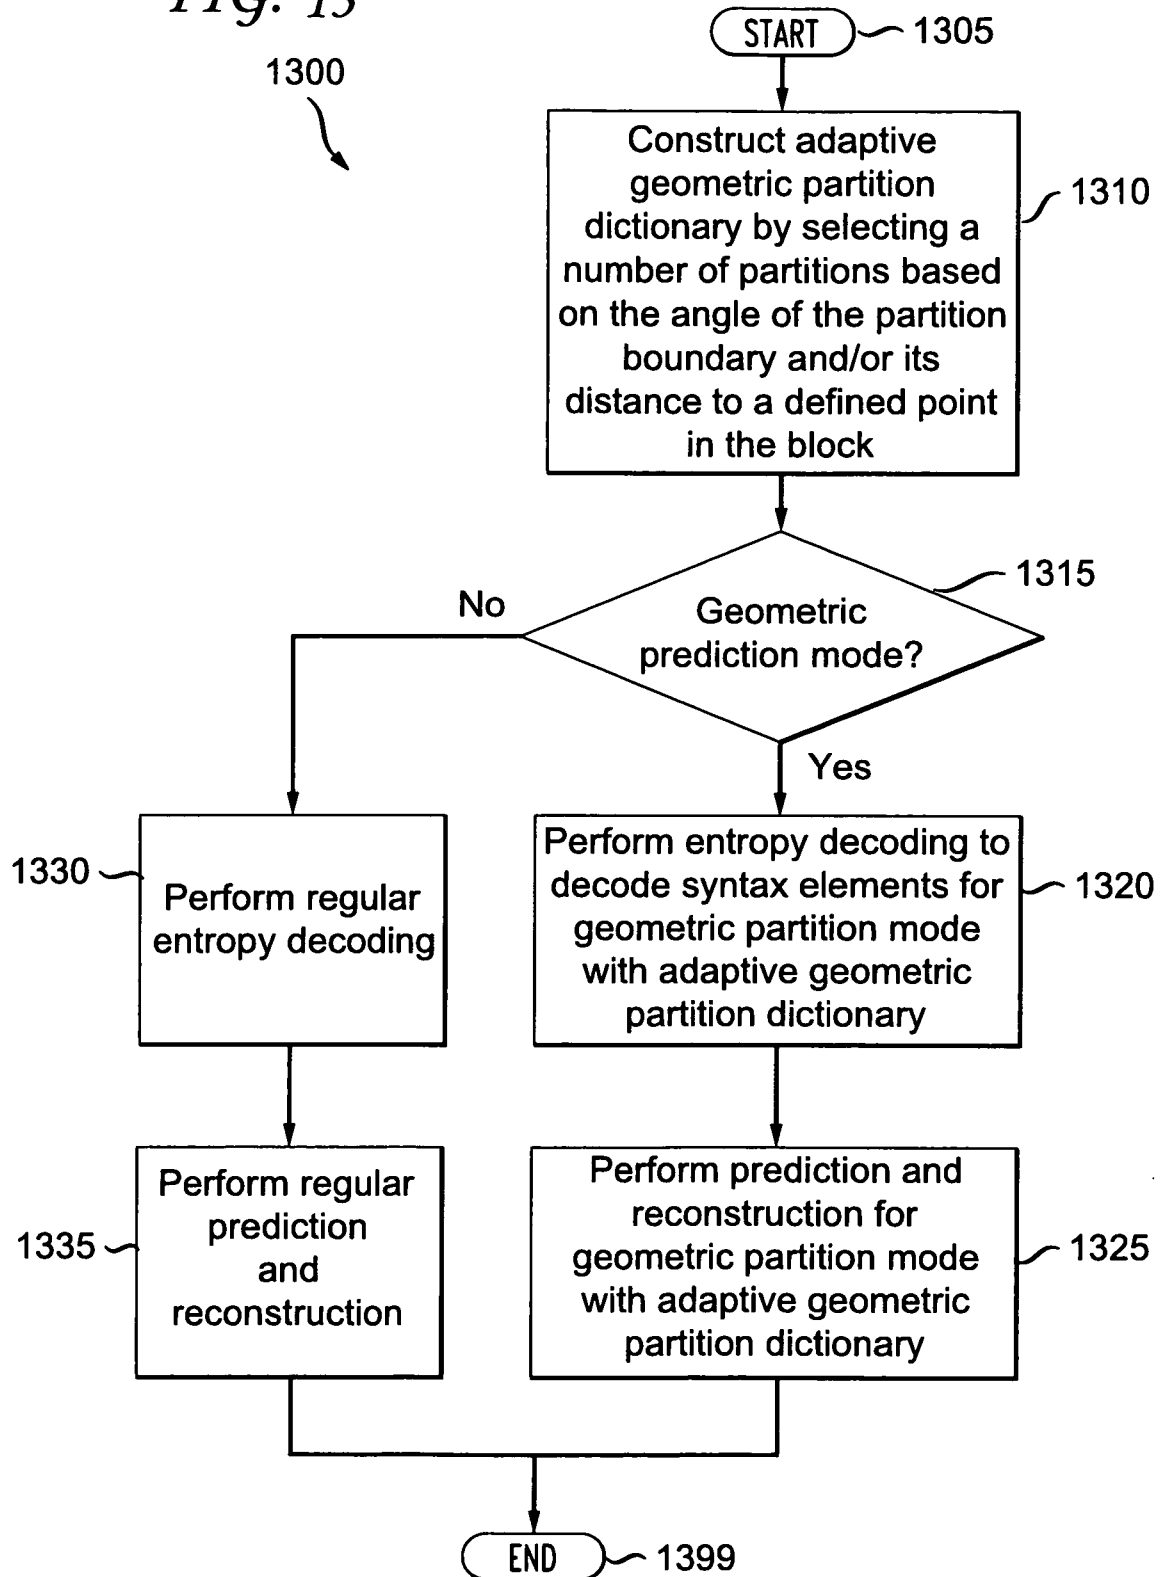 FIG. 13
START
1305
1300
Construct adaptive
geometric partition
dictionary by selecting a
number of partitions based
on the angle of the partition
boundary and/or its
distance to a defined point
in the block
1310
1315
No
Geometric
prediction mode?
Yes
1330
Perform regular
entropy decoding
Perform entropy decoding to
decode syntax elements for
geometric partition mode
with adaptive geometric
partition dictionary
1320
1335
Perform regular
prediction
and
reconstruction
Perform prediction and
reconstruction for
geometric partition mode
with adaptive geometric
partition dictionary
1325
END
1399